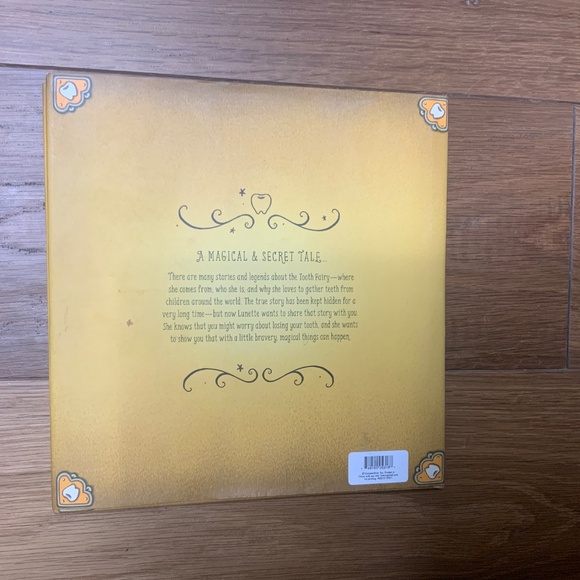 A MAGICAL & SECRET TALE...
There are many stories and legends about the Tooth Fairy—where
she comes from, who she is, and why she loves to gather teeth from
children around the world. The true story has been kept hidden for a
very long time—but now Lunette wants to share that story with you.
She knows that you might worry about losing your tooth, and she wants
to show you that with a little bravery, magical things can happen.